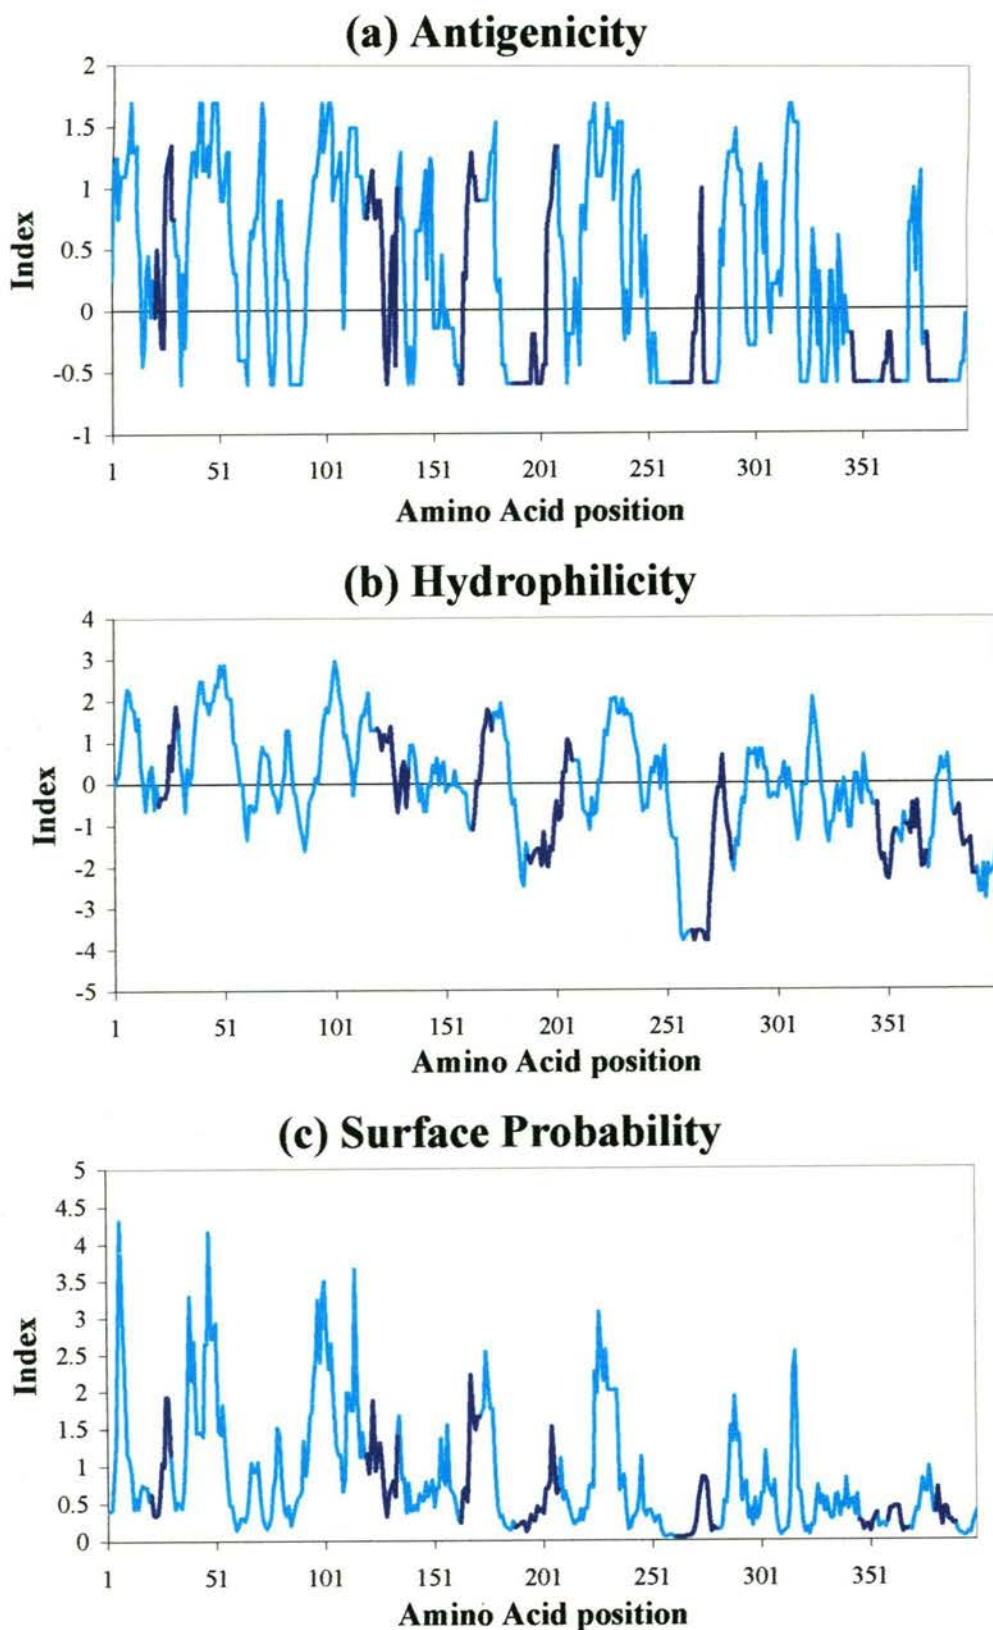 (a) Antigenicity
2
1.5
1
0.5
0
-0.5
-1
Index
1 51 101 151 201 251 301 351
Amino Acid position
(b) Hydrophilicity
4
3
2
1
0
-1
-2
-3
-4
-5
Index
1 51 101 151 201 251 301 351
Amino Acid position
(c) Surface Probability
5
4.5
4
3.5
3
2.5
2
1.5
1
0.5
0
Index
1 51 101 151 201 251 301 351
Amino Acid position